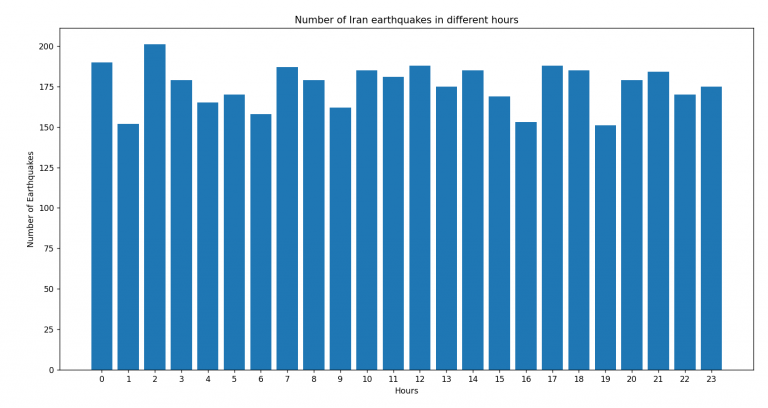 Number of Iran earthquakes in different hours
200
175
150
125
100
75
50
25
0
Number of Earthquakes
0 1 2 3 4 5 6 7 8 9 10 11 12 13 14 15 16 17 18 19 20 21 22 23
Hours